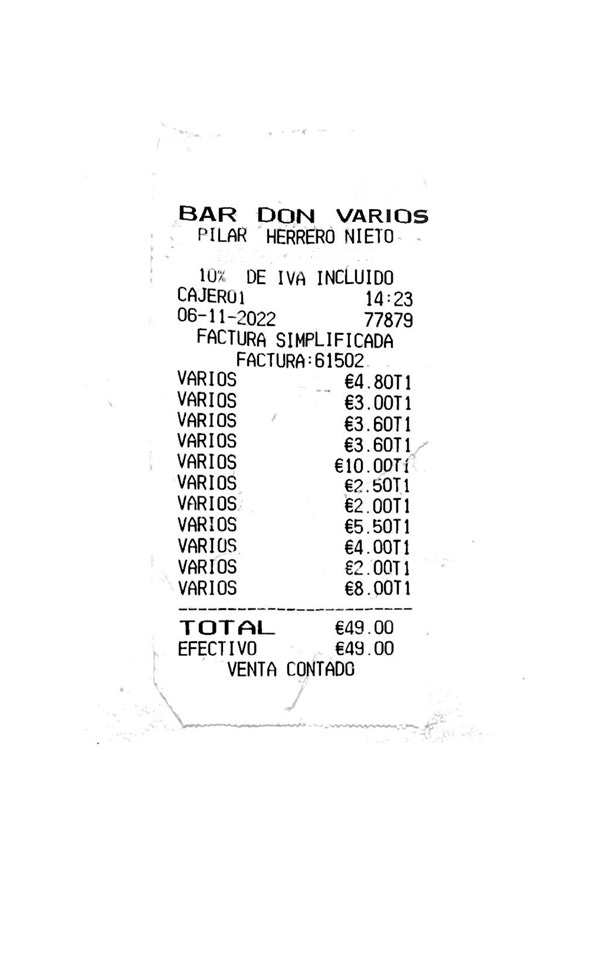 BAR DON VARIOS
PILAR HERRERO NIETO
10% DE IVA INCLUIDO
CAJERO1 14:23
06-11-2022 77879
FACTURA SIMPLIFICADA
FACTURA:61502
VARIOS €4.80T1
VARIOS €3.00T1
VARIOS €3.60T1
VARIOS €3.60T1
VARIOS €10.00T1
VARIOS €2.50T1
VARIOS €2.00T1
VARIOS €5.50T1
VARIOS €4.00T1
VARIOS €2.00T1
VARIOS €8.00T1
------------------------
TOTAL €49.00
EFECTIVO €49.00
VENTA CONTADO